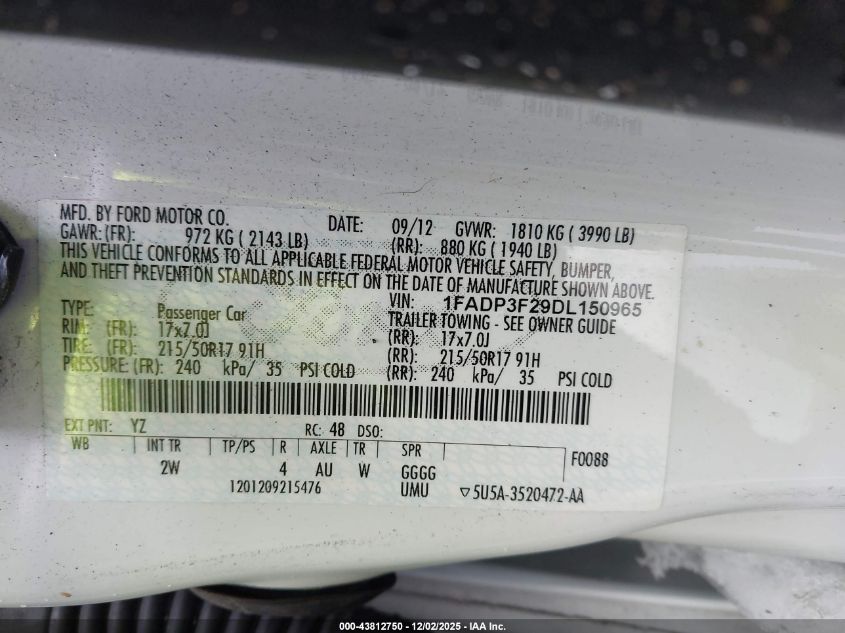 MFD. BY FORD MOTOR CO. DATE: 09/12 GVWR: 1810 KG ( 3990 LB)
GAWR: (FR): 972 KG ( 2143 LB) (RR): 880 KG ( 1940 LB)
THIS VEHICLE CONFORMS TO ALL APPLICABLE FEDERAL MOTOR VEHICLE SAFETY, BUMPER,
AND THEFT PREVENTION STANDARDS IN EFFECT ON THE DATE OF MANUFACTURE SHOWN ABOVE.
VIN: 1FADP3F29DL150965
TYPE: Passenger Car TRAILER TOWING - SEE OWNER GUIDE
RIM: (FR): 17x7.0J (RR): 17x7.0J
TIRE: (FR): 215/50R17 91H (RR): 215/50R17 91H
PRESSURE: (FR): 240 kPa/ 35 PSI COLD (RR): 240 kPa/ 35 PSI COLD
EXT PNT: YZ RC: 48 DSO:
WB INT TR TP/PS R AXLE TR SPR F0088
2W 4 AU W GGGG
1201209215476 UMU ▽5U5A-3520472-AA
000-43812750 - 12/02/2025 - IAA Inc.